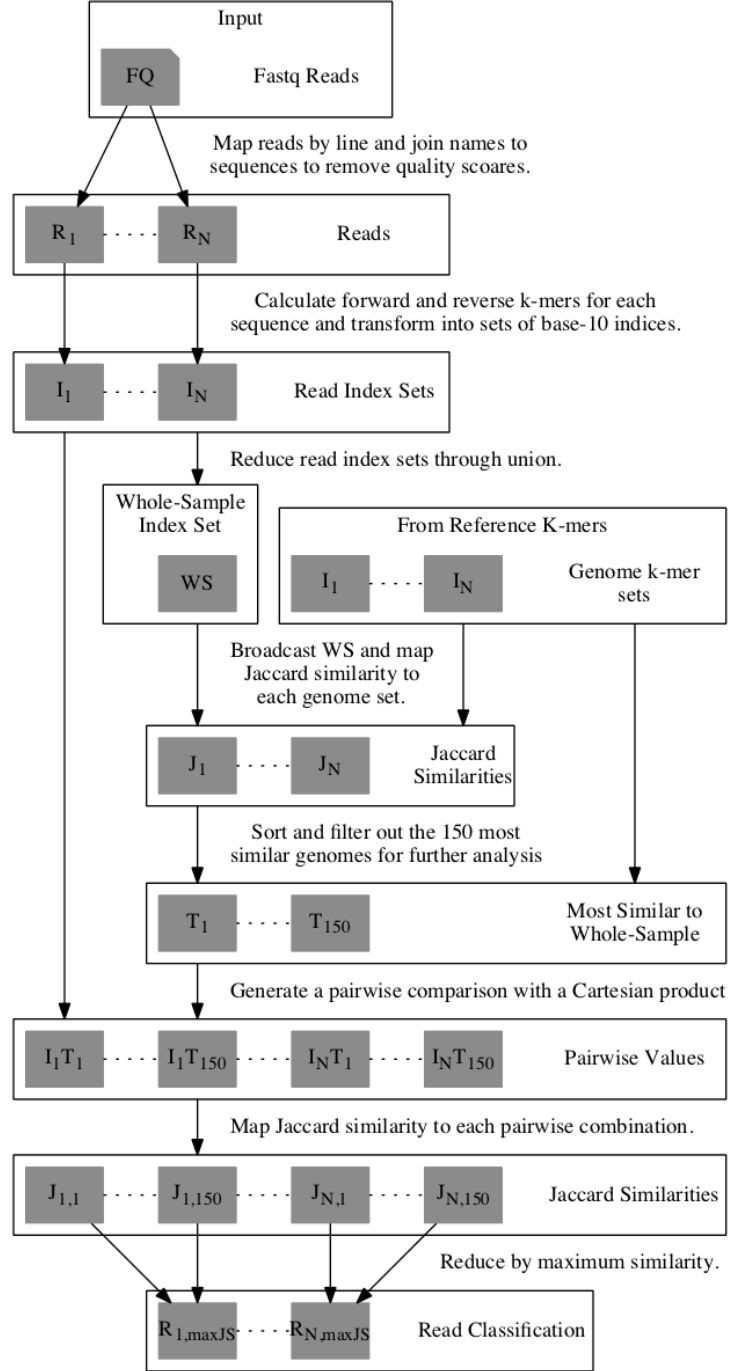 Input
FQ
Fastq Reads
Map reads by line and join names to
sequences to remove quality scoares.
R1 R N
Reads
Calculate forward and reverse k-mers for each
sequence and transform into sets of base-10 indices.
I1 IN
Read Index Sets
Reduce read index sets through union.
Whole-Sample
Index Set
WS
From Reference K-mers
I1 IN
Genome k-mer
sets
Broadcast WS and map
Jaccard similarity to
each genome set.
J1 JN
Jaccard
Similarities
Sort and filter out the 150 most
similar genomes for further analysis
T1 T150
Most Similar to
Whole-Sample
Generate a pairwise comparison with a Cartesian product
I1T1 I1T150 INT1 INT150
Pairwise Values
Map Jaccard similarity to each pairwise combination.
J1,1 J1,150 JN,1 JN,150
Jaccard Similarities
Reduce by maximum similarity.
R1,maxJS RN,maxJS
Read Classification